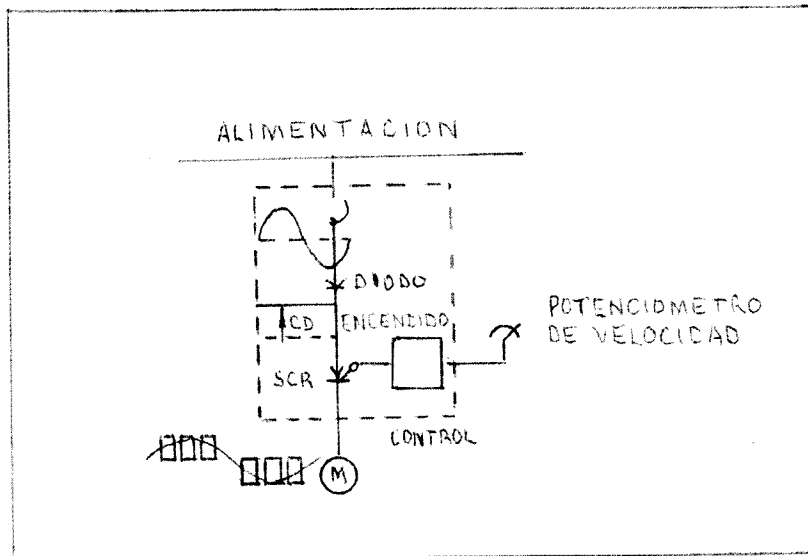 ALIMENTACION
DIODO
CD
ENCENDIDO
POTENCIOMETRO
DE VELOCIDAD
SCR
CONTROL
M